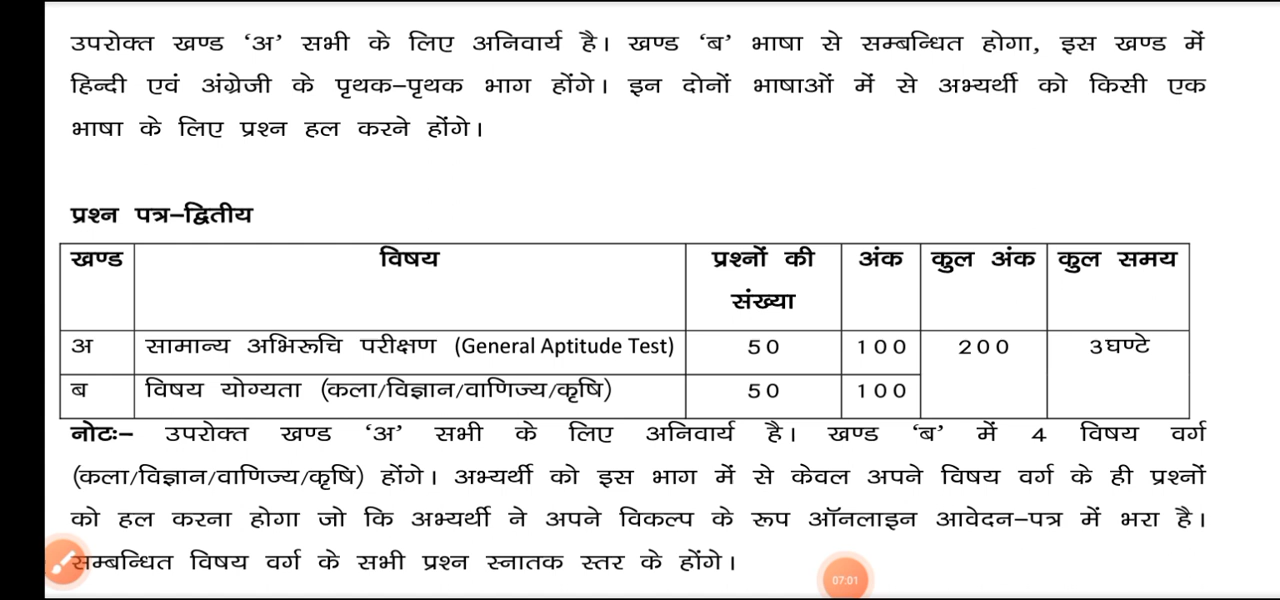 उपरोक्त खण्ड ‘अ’ सभी के लिए अनिवार्य है। खण्ड ‘ब’ भाषा से सम्बन्धित होगा, इस खण्ड में
हिन्दी एवं अंग्रेजी के पृथक–पृथक भाग होंगे। इन दोनों भाषाओं में से अभ्यर्थी को किसी एक
भाषा के लिए प्रश्न हल करने होंगे।
प्रश्न पत्र–द्वितीय
खण्ड विषय प्रश्नों की संख्या अंक कुल अंक कुल समय
अ सामान्य अभिरूचि परीक्षण (General Aptitude Test) 50 100 200 3घण्टे
ब विषय योग्यता (कला/विज्ञान/वाणिज्य/कृषि) 50 100
नोटः– उपरोक्त खण्ड ‘अ’ सभी के लिए अनिवार्य है। खण्ड ‘ब’ में 4 विषय वर्ग
(कला/विज्ञान/वाणिज्य/कृषि) होंगे। अभ्यर्थी को इस भाग में से केवल अपने विषय वर्ग के ही प्रश्नों
को हल करना होगा जो कि अभ्यर्थी ने अपने विकल्प के रूप ऑनलाइन आवेदन–पत्र में भरा है।
सम्बन्धित विषय वर्ग के सभी प्रश्न स्नातक स्तर के होंगे।
07:01